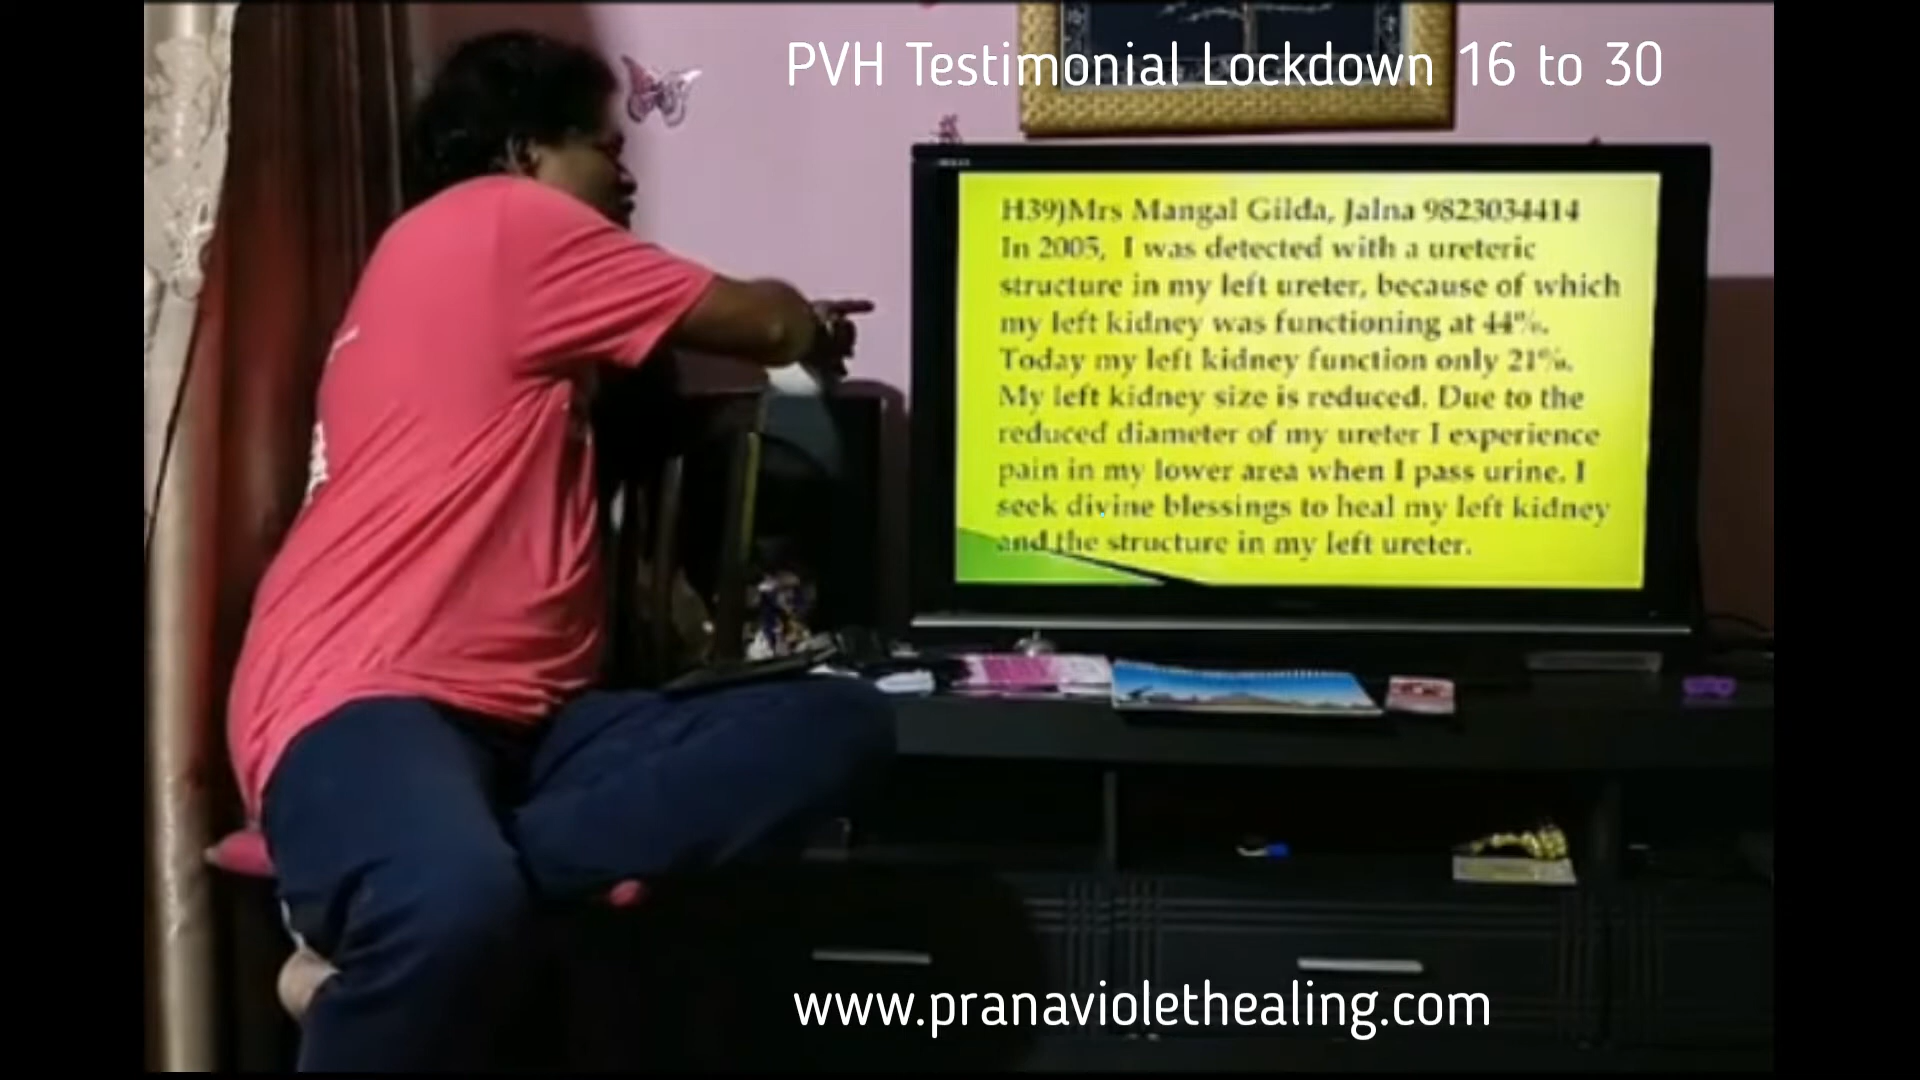 PVH Testimonial Lockdown 16 to 30
H39)Mrs Mangal Gilda, Jalna 9823034414
In 2005, I was detected with a ureteric
structure in my left ureter, because of which
my left kidney was functioning at 44%.
Today my left kidney function only 21%.
My left kidney size is reduced. Due to the
reduced diameter of my ureter I experience
pain in my lower area when I pass urine. I
seek divine blessings to heal my left kidney
and the structure in my left ureter.
www.pranaviolethealing.com